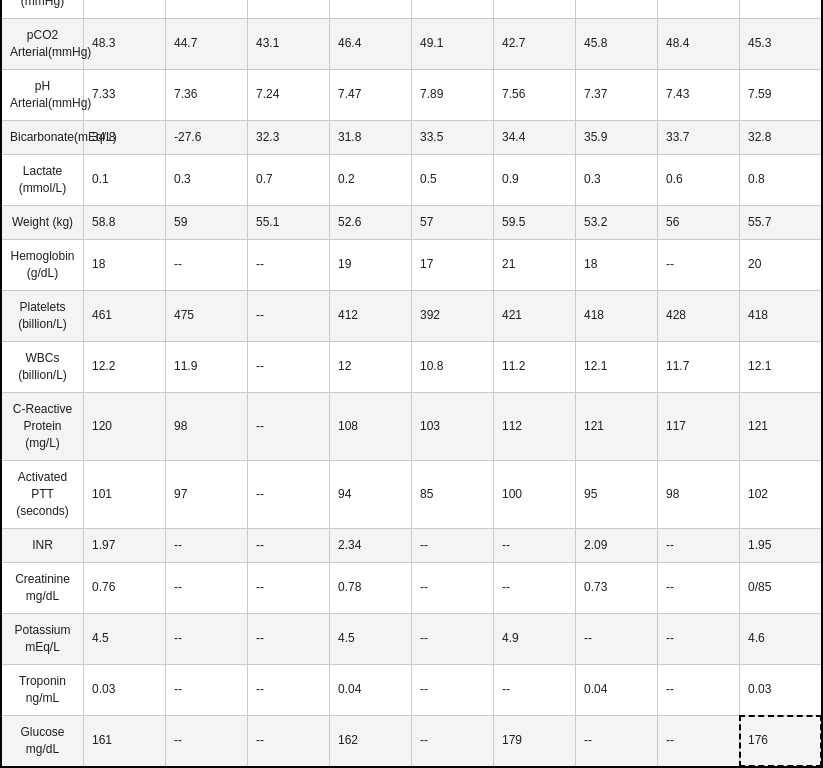 (mmHg)
pCO2
Arterial(mmHg) 48.3 44.7 43.1 46.4 49.1 42.7 45.8 48.4 45.3
pH
Arterial(mmHg) 7.33 7.36 7.24 7.47 7.89 7.56 7.37 7.43 7.59
Bicarbonate(mEq/L) -27.6 32.3 31.8 33.5 34.4 35.9 33.7 32.8
Lactate
(mmol/L) 0.1 0.3 0.7 0.2 0.5 0.9 0.3 0.6 0.8
Weight (kg) 58.8 59 55.1 52.6 57 59.5 53.2 56 55.7
Hemoglobin
(g/dL) 18 -- -- 19 17 21 18 -- 20
Platelets
(billion/L) 461 475 -- 412 392 421 418 428 418
WBCs
(billion/L) 12.2 11.9 -- 12 10.8 11.2 12.1 11.7 12.1
C-Reactive
Protein 120 98 -- 108 103 112 121 117 121
(mg/L)
Activated
PTT 101 97 -- 94 85 100 95 98 102
(seconds)
INR 1.97 -- -- 2.34 -- -- 2.09 -- 1.95
Creatinine
mg/dL 0.76 -- -- 0.78 -- -- 0.73 -- 0/85
Potassium
mEq/L 4.5 -- -- 4.5 -- 4.9 -- -- 4.6
Troponin
ng/mL 0.03 -- -- 0.04 -- -- 0.04 -- 0.03
Glucose
mg/dL 161 -- -- 162 -- 179 -- -- 176